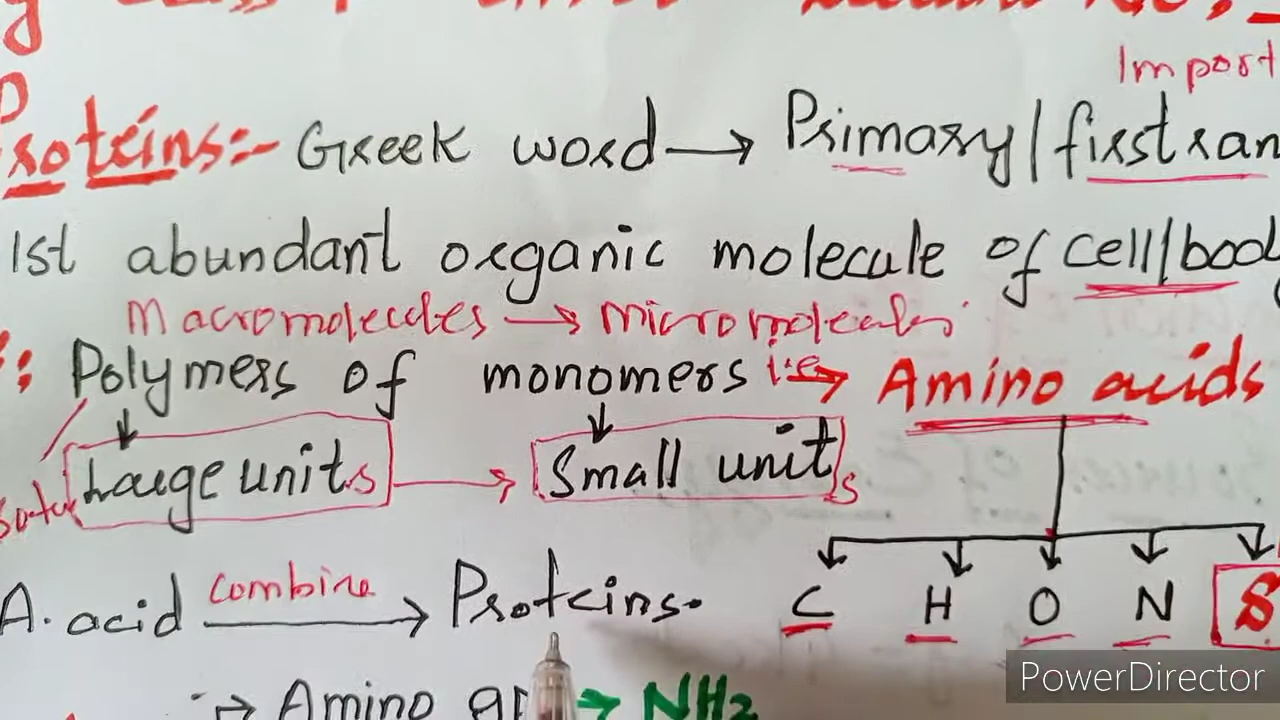 Import
Proteins:- Greek word → Primary/first ran
1st abundant organic molecule of cell/body
Macromolecules → micromolecules
: Polymers of monomers i.e → Amino acids
Large units → Small units
A. acid combine → Proteins.
C H O N S
→ Amino → NH2
PowerDirector